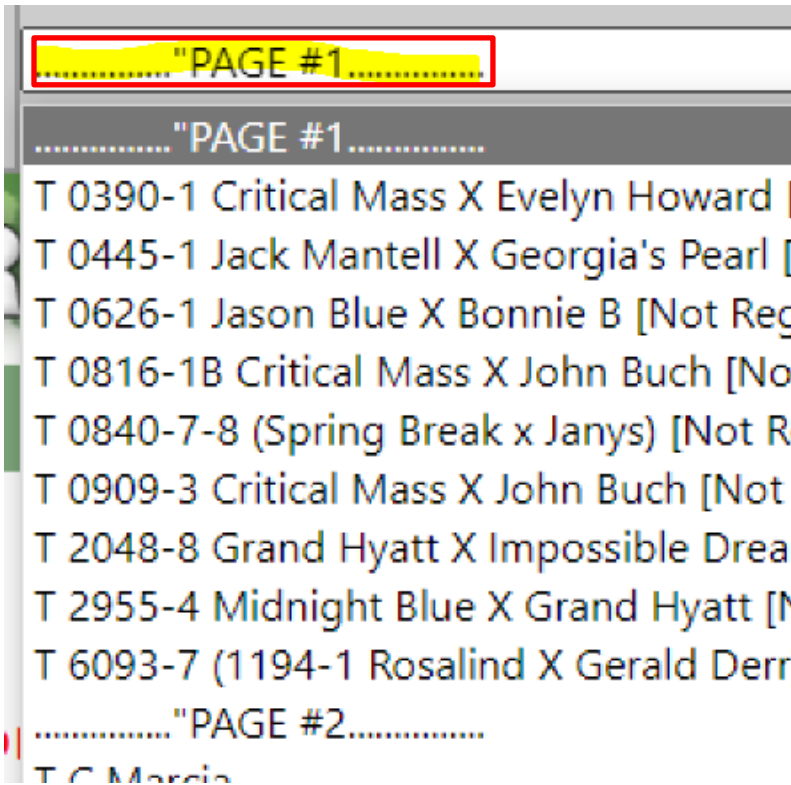 ..............."PAGE #1...............
..............."PAGE #1...............
T 0390-1 Critical Mass X Evelyn Howard [
T 0445-1 Jack Mantell X Georgia's Pearl [
T 0626-1 Jason Blue X Bonnie B [Not Reg
T 0816-1B Critical Mass X John Buch [No
T 0840-7-8 (Spring Break x Janys) [Not R
T 0909-3 Critical Mass X John Buch [Not
T 2048-8 Grand Hyatt X Impossible Drea
T 2955-4 Midnight Blue X Grand Hyatt [N
T 6093-7 (1194-1 Rosalind X Gerald Derr
..............."PAGE #2...............
T C Marcia